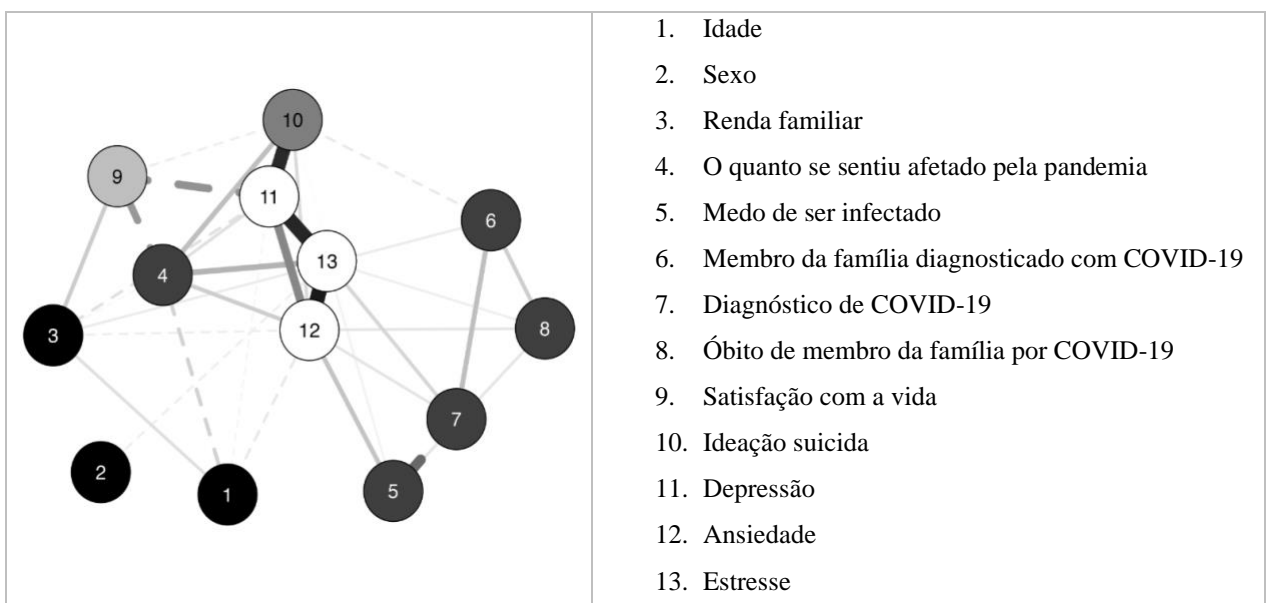 10
9
11
6
13
4
12
8
3
7
2
5
1
1. Idade
2. Sexo
3. Renda familiar
4. O quanto se sentiu afetado pela pandemia
5. Medo de ser infectado
6. Membro da família diagnosticado com COVID-19
7. Diagnóstico de COVID-19
8. Óbito de membro da família por COVID-19
9. Satisfação com a vida
10. Ideação suicida
11. Depressão
12. Ansiedade
13. Estresse